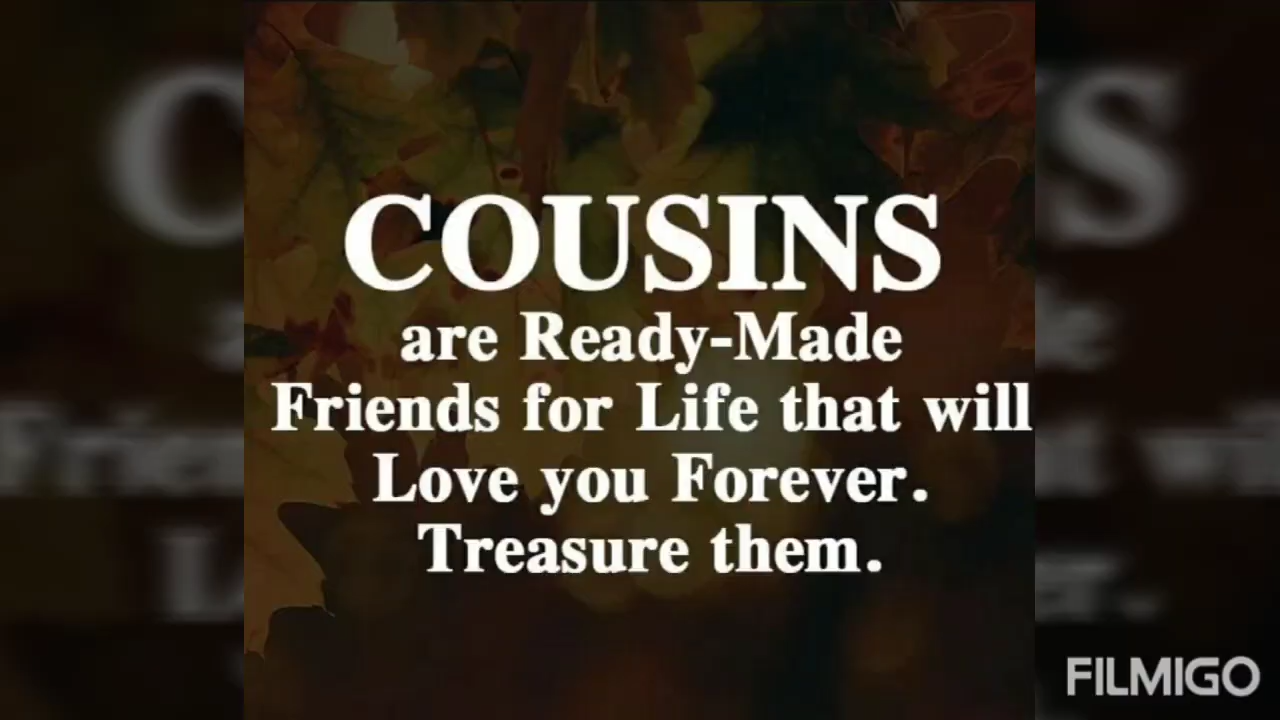 COUSINS
are Ready-Made
Friends for Life that will
Love you Forever.
Treasure them.
FILMIGO